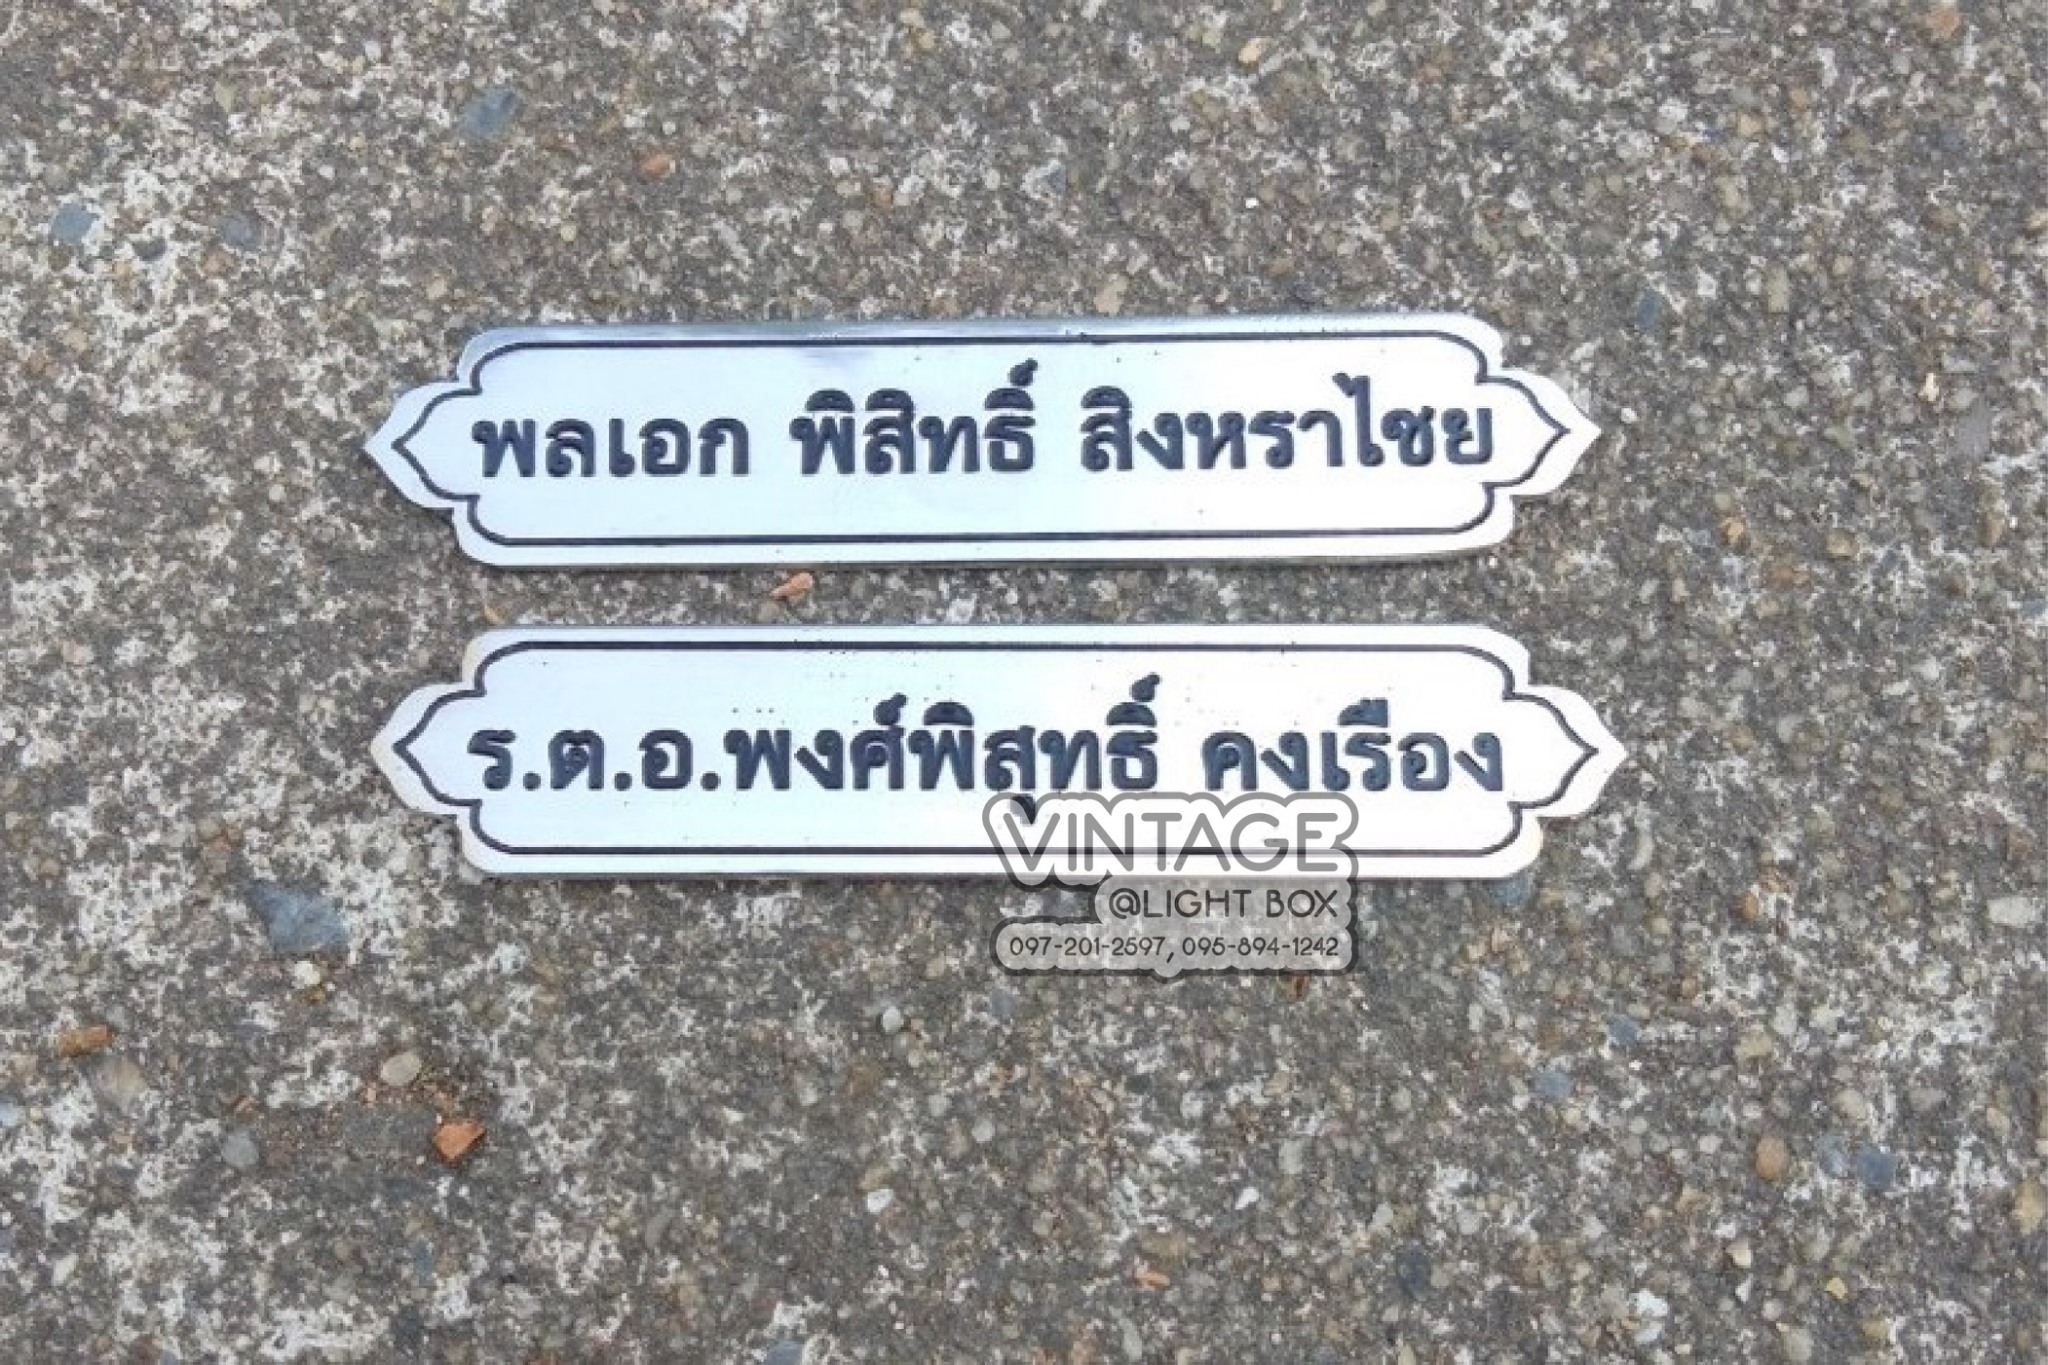 พลเอก พิสิทธิ์ สิงหราไชย
ร.ต.อ.พงศ์พิสุทธิ์ คงเรือง
VINTAGE
@LIGHT BOX
097-201-2597, 095-894-1242